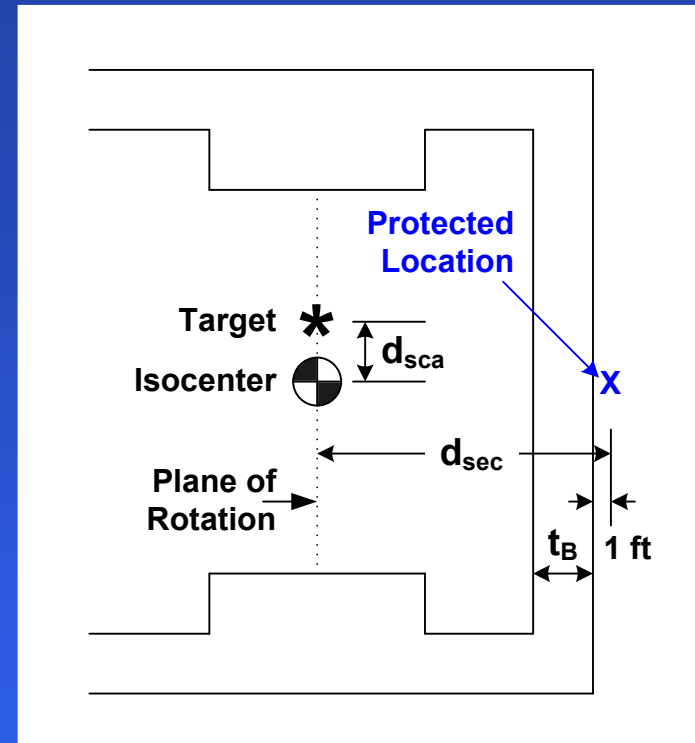 Protected
Location
Target
d_sca
Isocenter
X
d_sec
Plane of
Rotation
t_B
1 ft